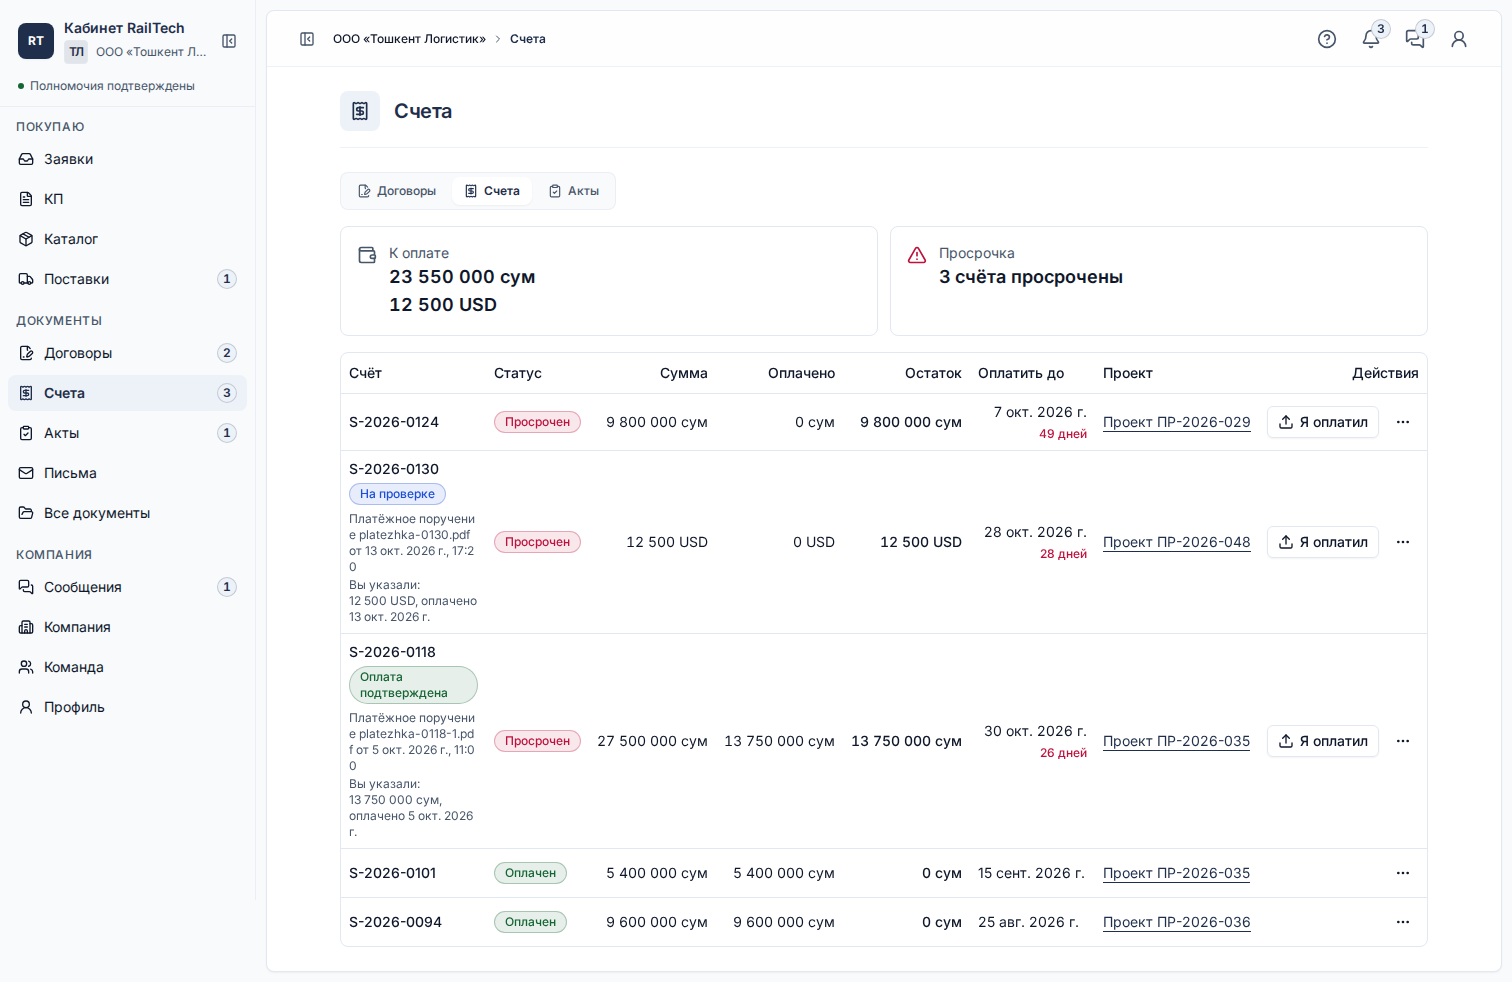 RT
Кабинет RailTech
ТЛ ООО «Тошкент Л...
Полномочия подтверждены
ПОКУПАЮ
Заявки
КП
Каталог
Поставки 1
ДОКУМЕНТЫ
Договоры 2
Счета 3
Акты 1
Письма
Все документы
КОМПАНИЯ
Сообщения 1
Компания
Команда
Профиль
ООО «Тошкент Логистик» > Счета
3
1
Счета
Договоры Счета Акты
К оплате
23 550 000 сум
12 500 USD
Просрочка
3 счёта просрочены
Счёт Статус Сумма Оплачено Остаток Оплатить до Проект Действия
S-2026-0124 Просрочен 9 800 000 сум 0 сум 9 800 000 сум 7 окт. 2026 г. Проект ПР-2026-029 Я оплатил ...
49 дней
S-2026-0130
На проверке
Платёжное поручени
е platezhka-0130.pdf
от 13 окт. 2026 г., 17:2
0
Вы указали:
12 500 USD, оплачено
13 окт. 2026 г.
Просрочен 12 500 USD 0 USD 12 500 USD 28 окт. 2026 г. Проект ПР-2026-048 Я оплатил ...
28 дней
S-2026-0118
Оплата
подтверждена
Платёжное поручени
е platezhka-0118-1.pd
f от 5 окт. 2026 г., 11:0
0
Вы указали:
13 750 000 сум,
оплачено 5 окт. 2026
г.
Просрочен 27 500 000 сум 13 750 000 сум 13 750 000 сум 30 окт. 2026 г. Проект ПР-2026-035 Я оплатил ...
26 дней
S-2026-0101 Оплачен 5 400 000 сум 5 400 000 сум 0 сум 15 сент. 2026 г. Проект ПР-2026-035 ...
S-2026-0094 Оплачен 9 600 000 сум 9 600 000 сум 0 сум 25 авг. 2026 г. Проект ПР-2026-036 ...